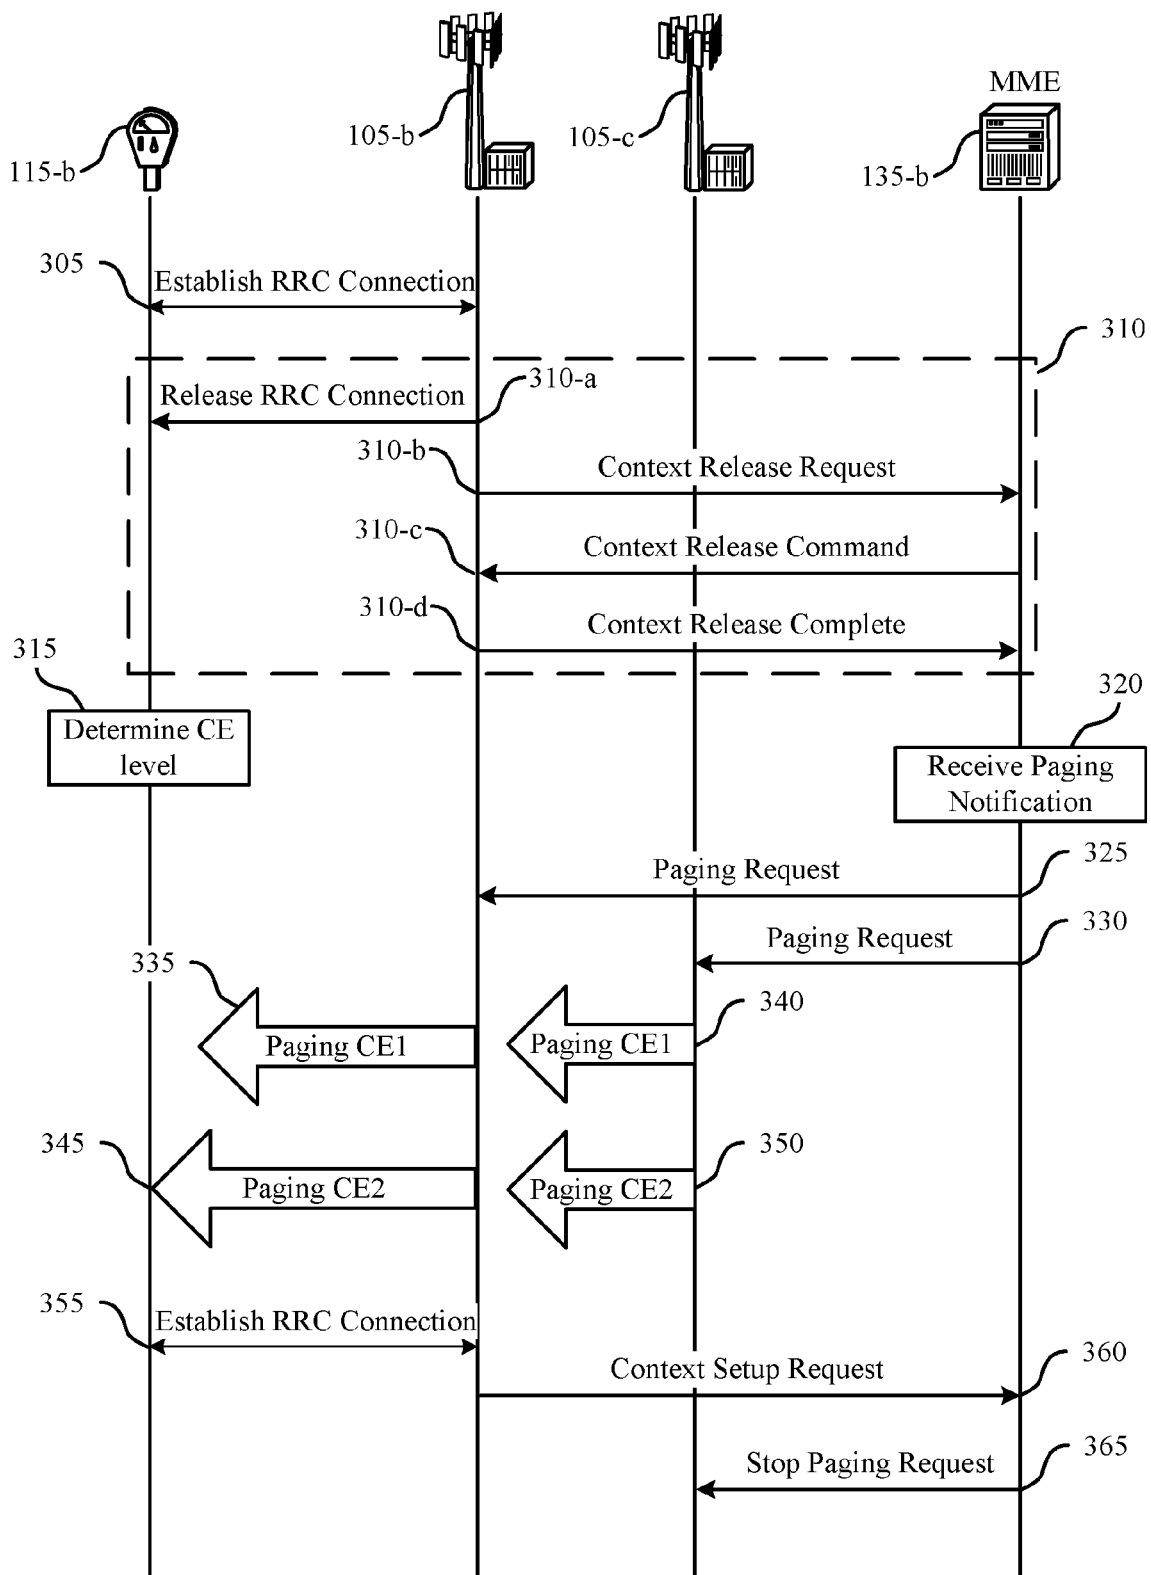 MME
105-b
105-c
115-b
135-b
305
Establish RRC Connection
310
Release RRC Connection
310-a
310-b
Context Release Request
310-c
Context Release Command
310-d
Context Release Complete
315
Determine CE
level
320
Receive Paging
Notification
Paging Request
325
Paging Request
330
335
340
Paging CE1
Paging CE1
345
350
Paging CE2
Paging CE2
355
Establish RRC Connection
Context Setup Request
360
Stop Paging Request
365